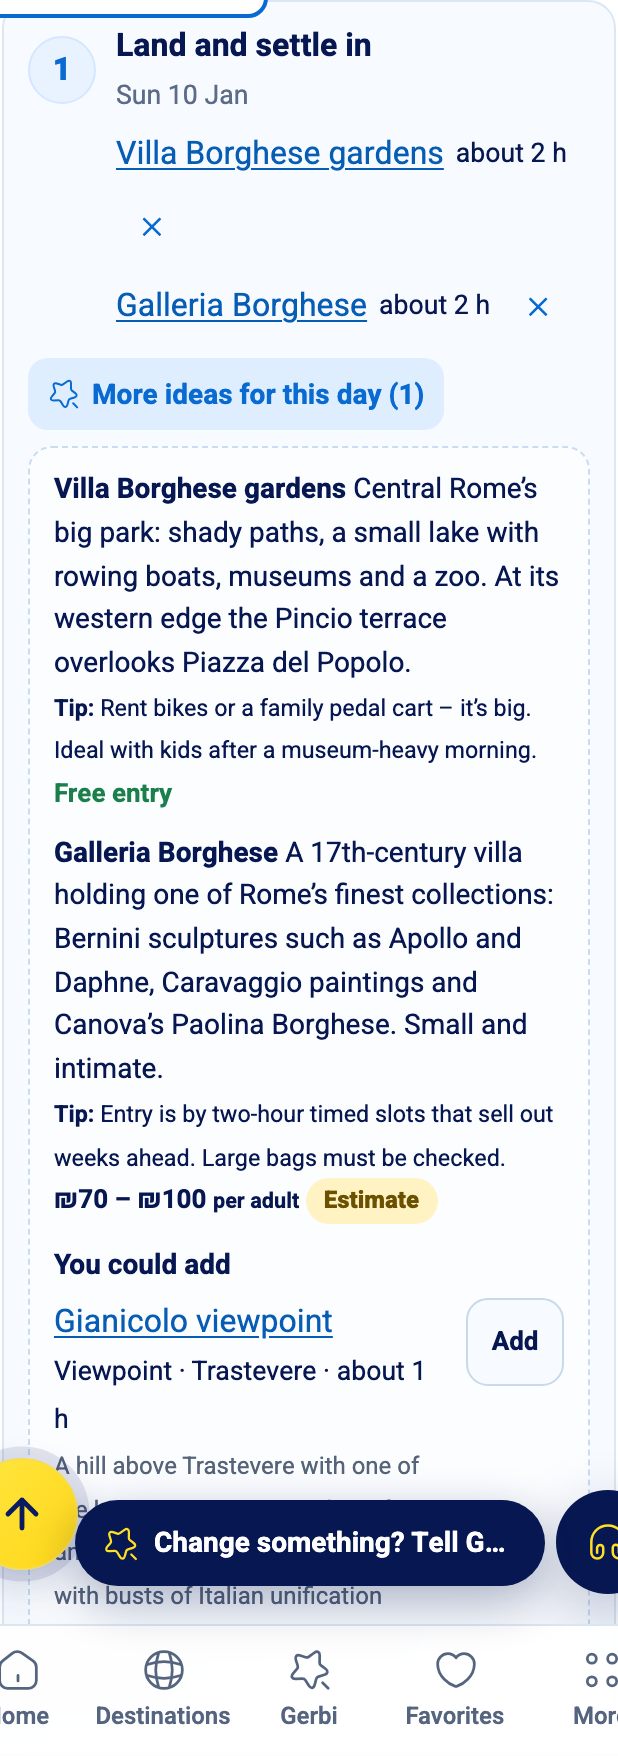 1
Land and settle in
Sun 10 Jan
Villa Borghese gardens about 2 h
Galleria Borghese about 2 h
More ideas for this day (1)
Villa Borghese gardens Central Rome’s
big park: shady paths, a small lake with
rowing boats, museums and a zoo. At its
western edge the Pincio terrace
overlooks Piazza del Popolo.
Tip: Rent bikes or a family pedal cart – it’s big.
Ideal with kids after a museum-heavy morning.
Free entry
Galleria Borghese A 17th-century villa
holding one of Rome’s finest collections:
Bernini sculptures such as Apollo and
Daphne, Caravaggio paintings and
Canova’s Paolina Borghese. Small and
intimate.
Tip: Entry is by two-hour timed slots that sell out
weeks ahead. Large bags must be checked.
₪70 – ₪100 per adult Estimate
You could add
Gianicolo viewpoint
Add
Viewpoint · Trastevere · about 1
h
A hill above Trastevere with one of
Change something? Tell G...
with busts of Italian unification
Destinations
Gerbi
Favorites